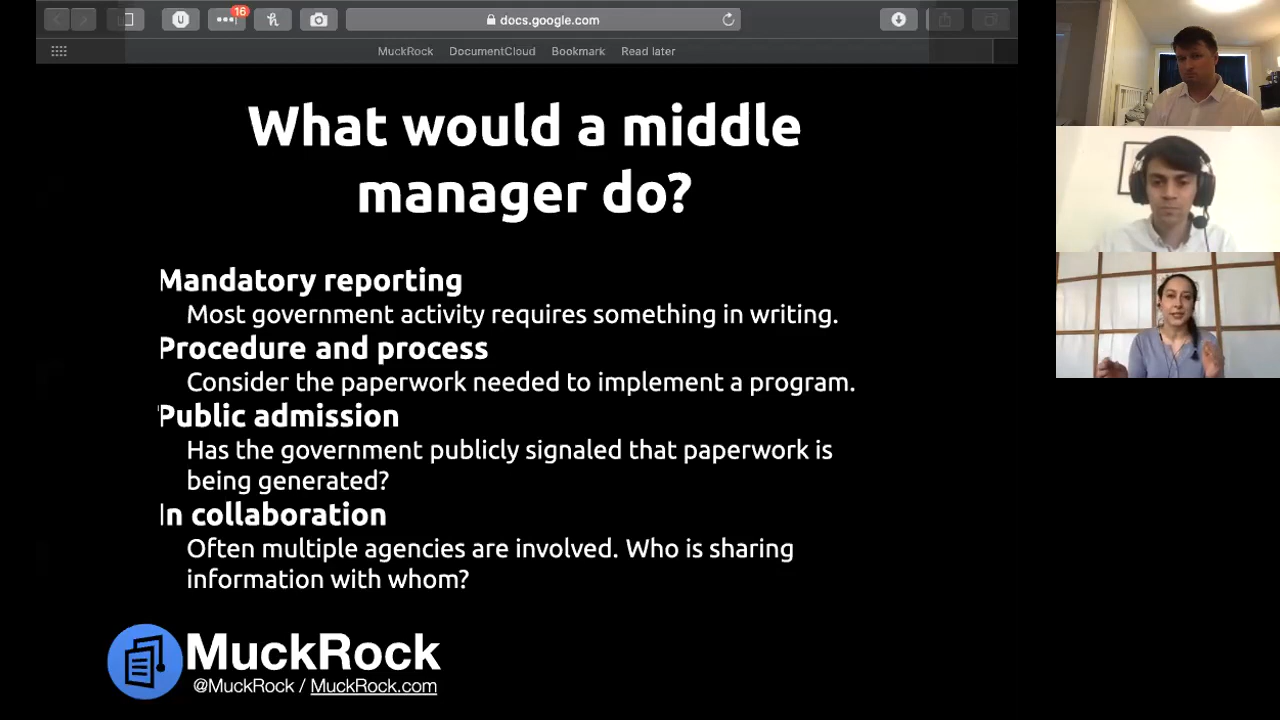 16
docs.google.com
MuckRock DocumentCloud Bookmark Read later
What would a middle
manager do?
Mandatory reporting
Most government activity requires something in writing.
Procedure and process
Consider the paperwork needed to implement a program.
Public admission
Has the government publicly signaled that paperwork is
being generated?
In collaboration
Often multiple agencies are involved. Who is sharing
information with whom?
MuckRock
@MuckRock / MuckRock.com